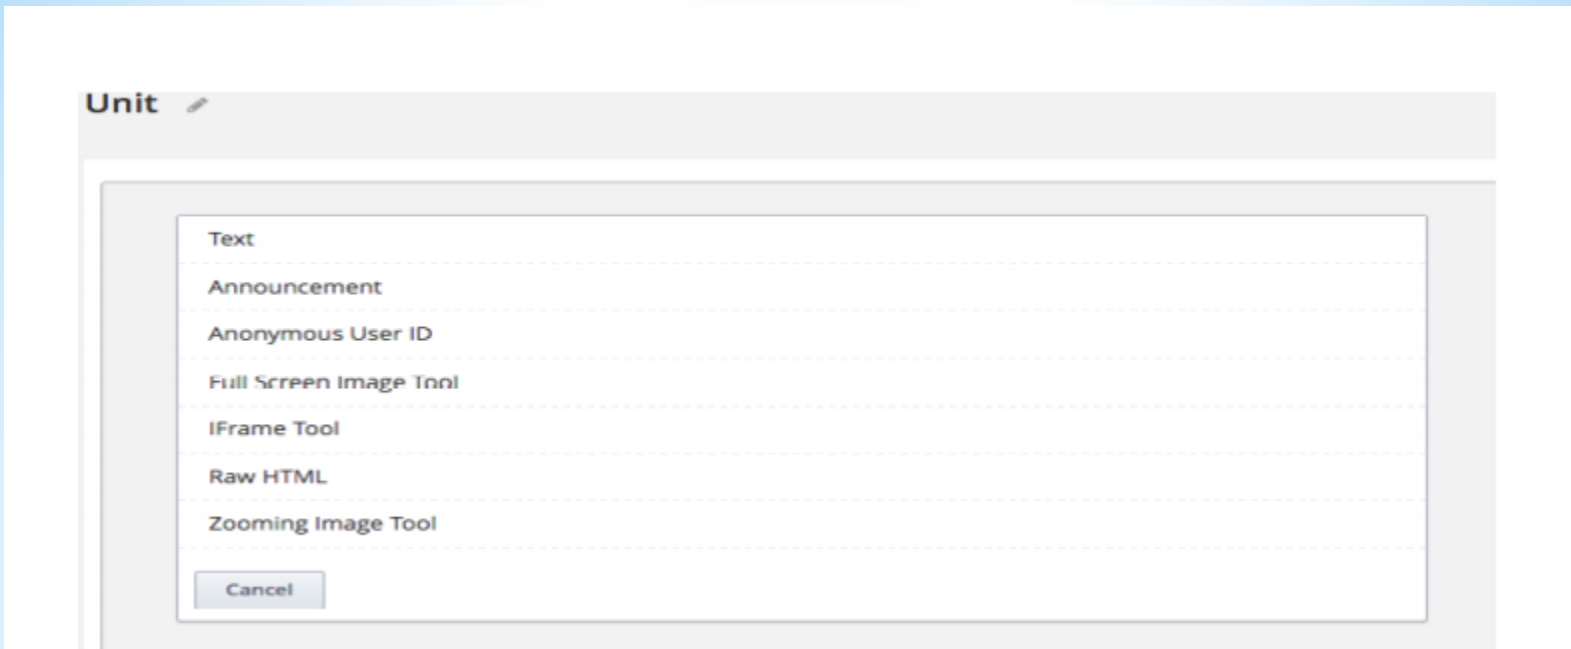 Unit
Text
Announcement
Anonymous User ID
Full Screen Image Tool
IFrame Tool
Raw HTML
Zooming Image Tool
Cancel